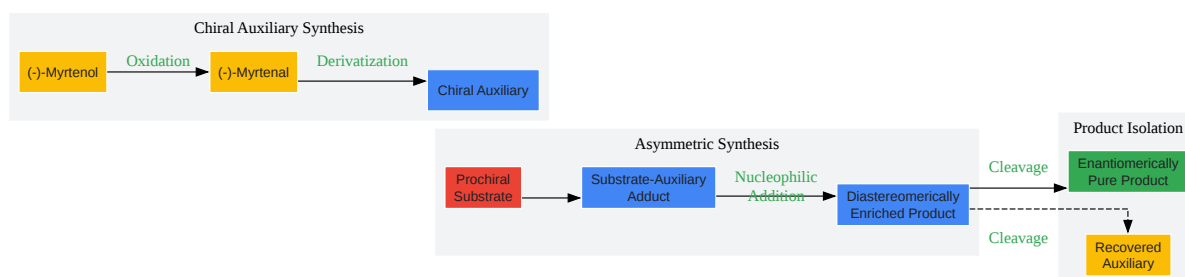 Chiral Auxiliary Synthesis
(-)-Myrtenol
Oxidation
(-)-Myrtenal
Derivatization
Chiral Auxiliary
Asymmetric Synthesis
Prochiral
Substrate
Substrate-Auxiliary
Adduct
Nucleophilic
Addition
Diastereomerically
Enriched Product
Cleavage
Cleavage
Product Isolation
Enantiomerically
Pure Product
Recovered
Auxiliary